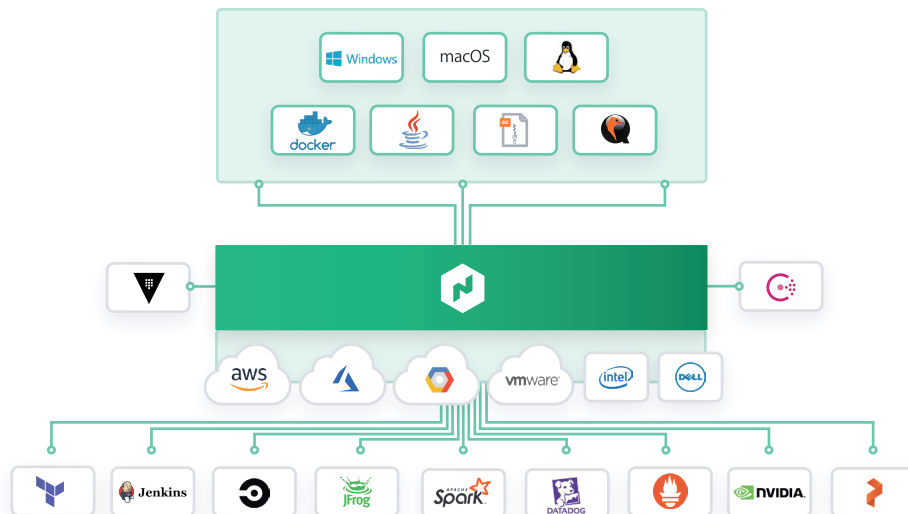 Windows
macOS
docker
aws
vmware
intel
DELL
Jenkins
JFrog
APACHE
Spark
DATADOG
NVIDIA